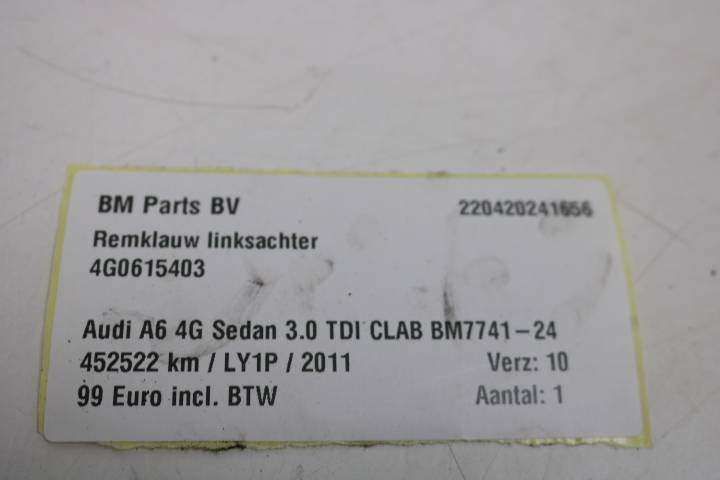 BM Parts BV 220420241656
Remklauw linksachter
4G0615403
Audi A6 4G Sedan 3.0 TDI CLAB BM7741-24
452522 km / LY1P / 2011 Verz: 10
99 Euro incl. BTW Aantal: 1